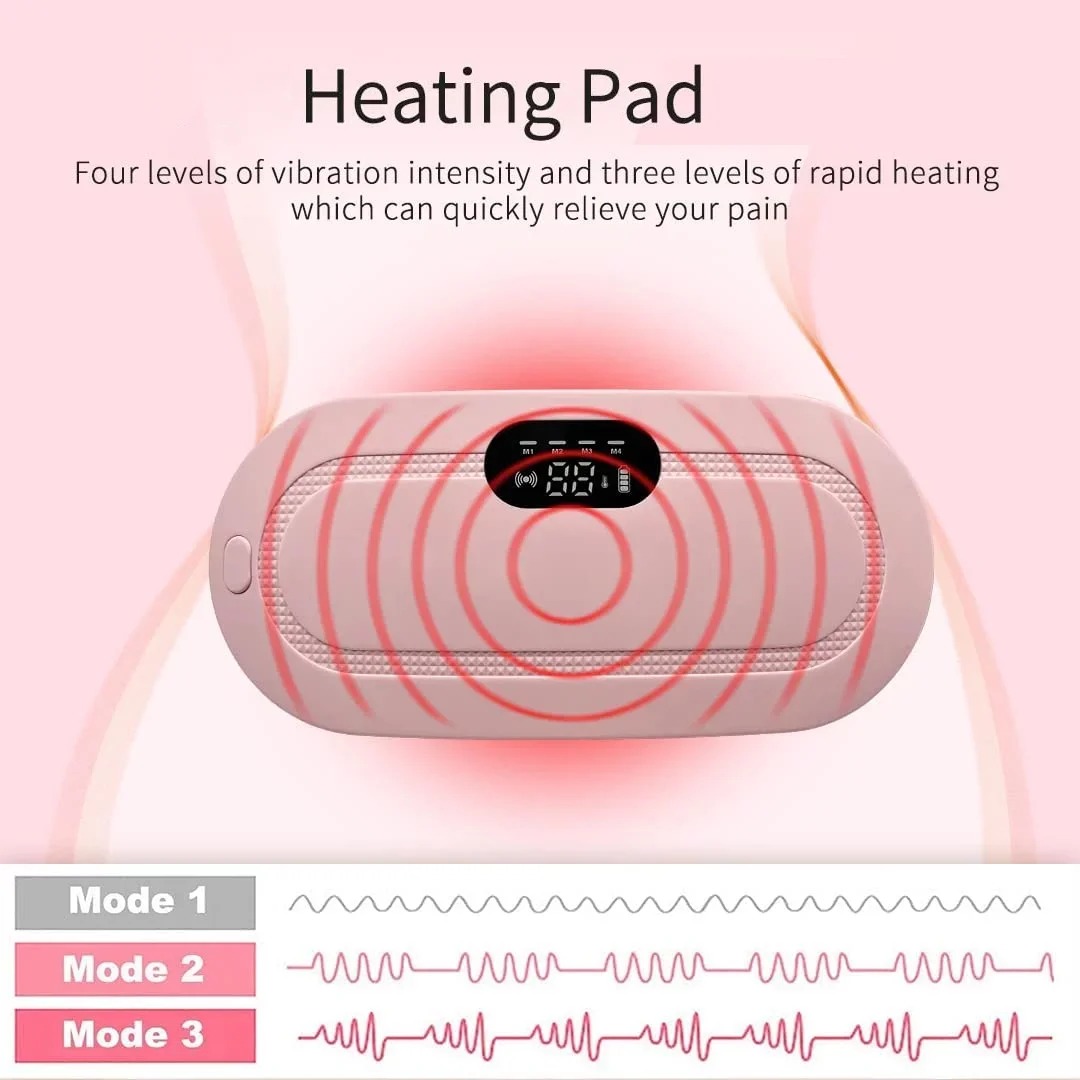 Heating Pad
Four levels of vibration intensity and three levels of rapid heating
which can quickly relieve your pain
M1 M2 M3 M4
88
Mode 1
Mode 2
Mode 3